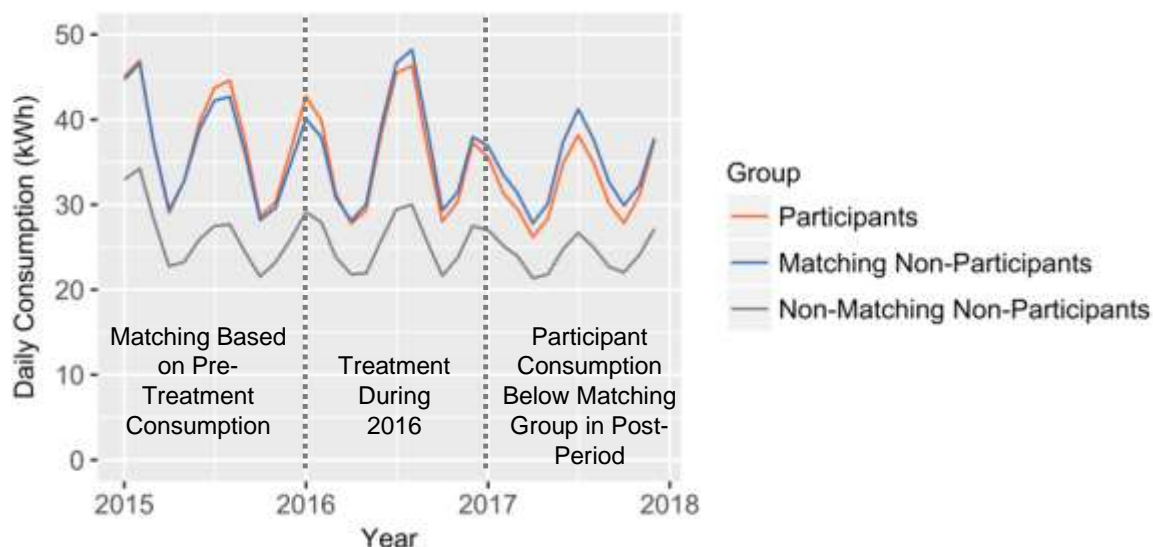 Daily Consumption (kWh)
50
40
30
20
10
0
Matching Based
on Pre-
Treatment
Consumption
Treatment
During
2016
Participant
Consumption
Below Matching
Group in Post-
Period
2015
2016
2017
2018
Year
Group
Participants
Matching Non-Participants
Non-Matching Non-Participants